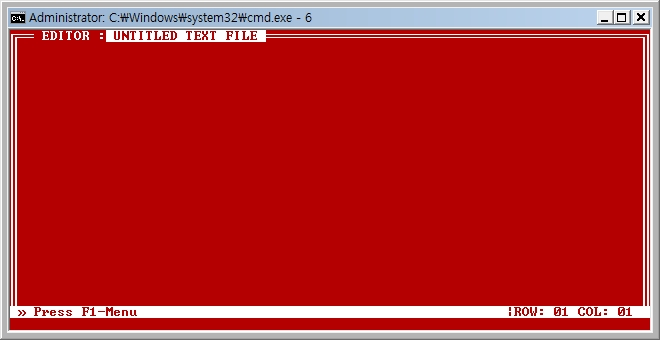 Administrator: C:₩Windows₩system32₩cmd.exe - 6
EDITOR : UNTITLED TEXT FILE
» Press F1-Menu ¦ROW: 01 COL: 01